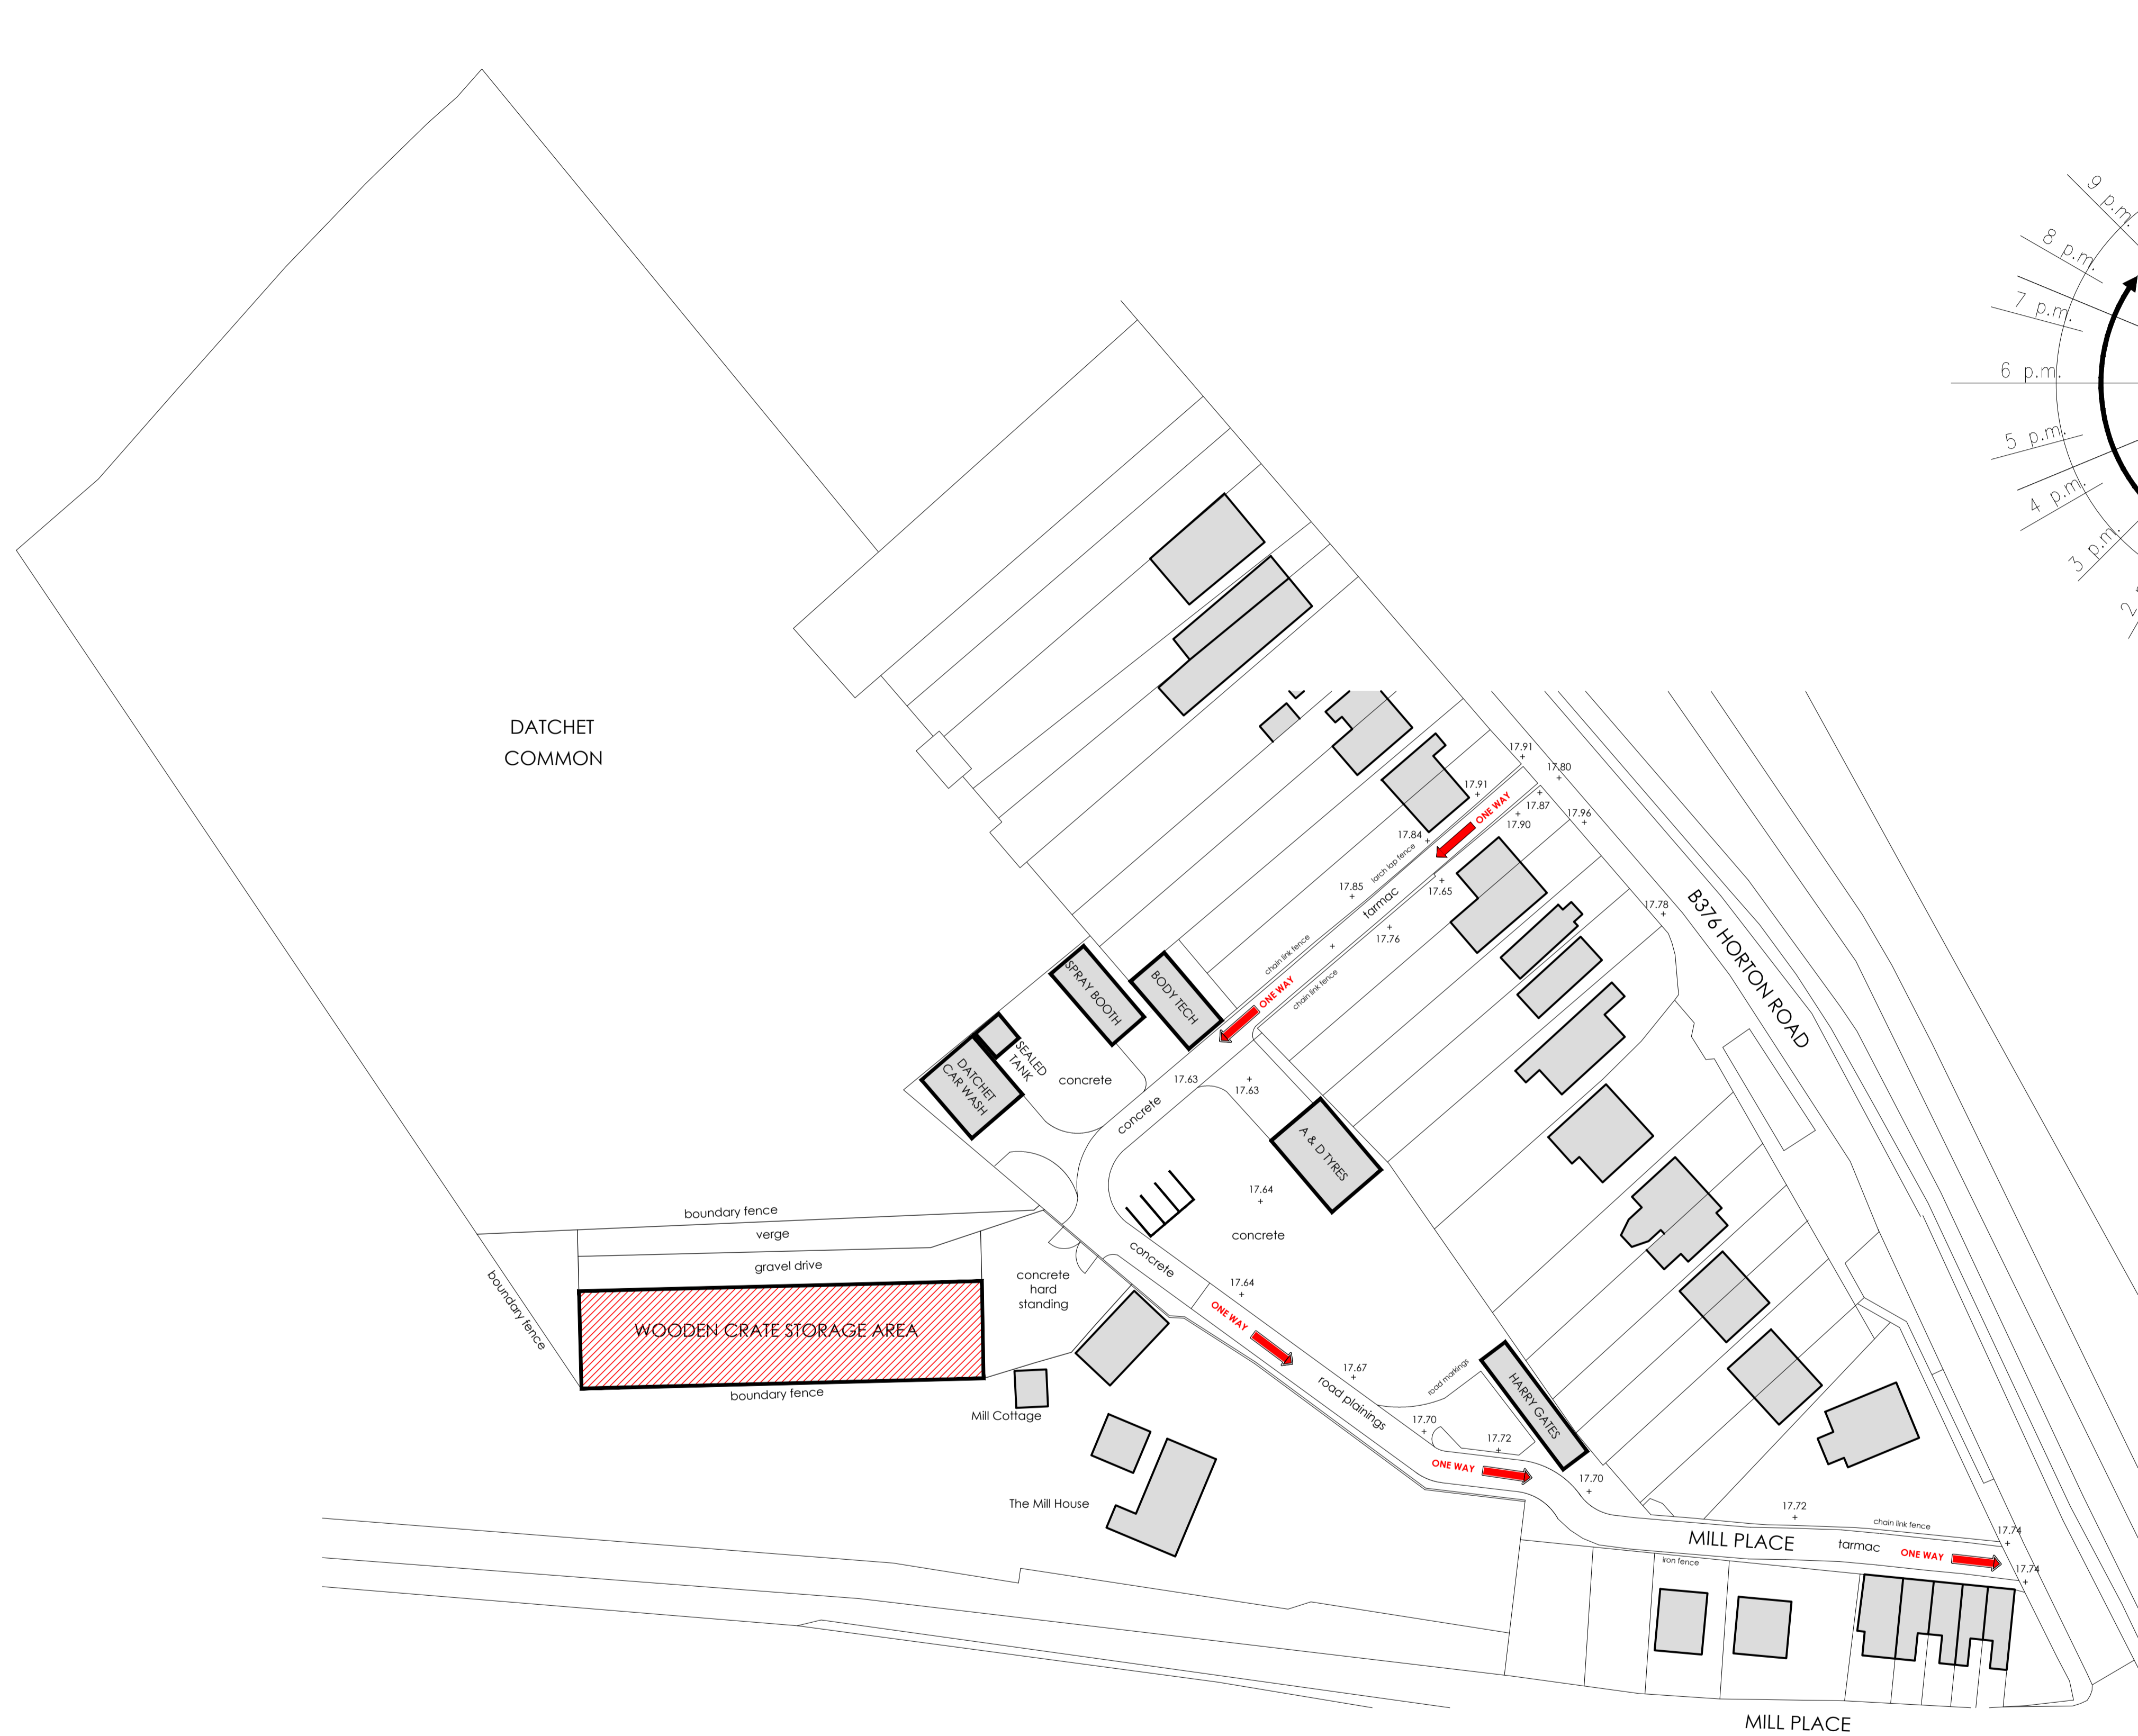 9 p.m.
8 p.m.
7 p.m.
6 p.m.
5 p.m.
4 p.m.
3 p.m.
2
DATCHET
COMMON
17.91
17.80
17.91
ONE WAY
17.87
17.96
17.90
17.84
larch lap fence
17.85
17.65
tarmac
17.78
B376 HORTON ROAD
17.76
chain link fence
chain link fence
ONE WAY
SPRAY BOOTH
BODY TECH
SEALED
TANK
DATCHET
CAR WASH
concrete
17.63
17.63
concrete
A & D TYRES
17.64
concrete
boundary fence
verge
gravel drive
concrete
concrete
hard
standing
17.64
ONE WAY
boundary fence
WOODEN CRATE STORAGE AREA
boundary fence
17.67
road plainings
road markings
HARRY GATES
Mill Cottage
17.70
17.72
ONE WAY
17.70
The Mill House
17.72
chain link fence
17.74
MILL PLACE
tarmac
ONE WAY
iron fence
17.74
MILL PLACE